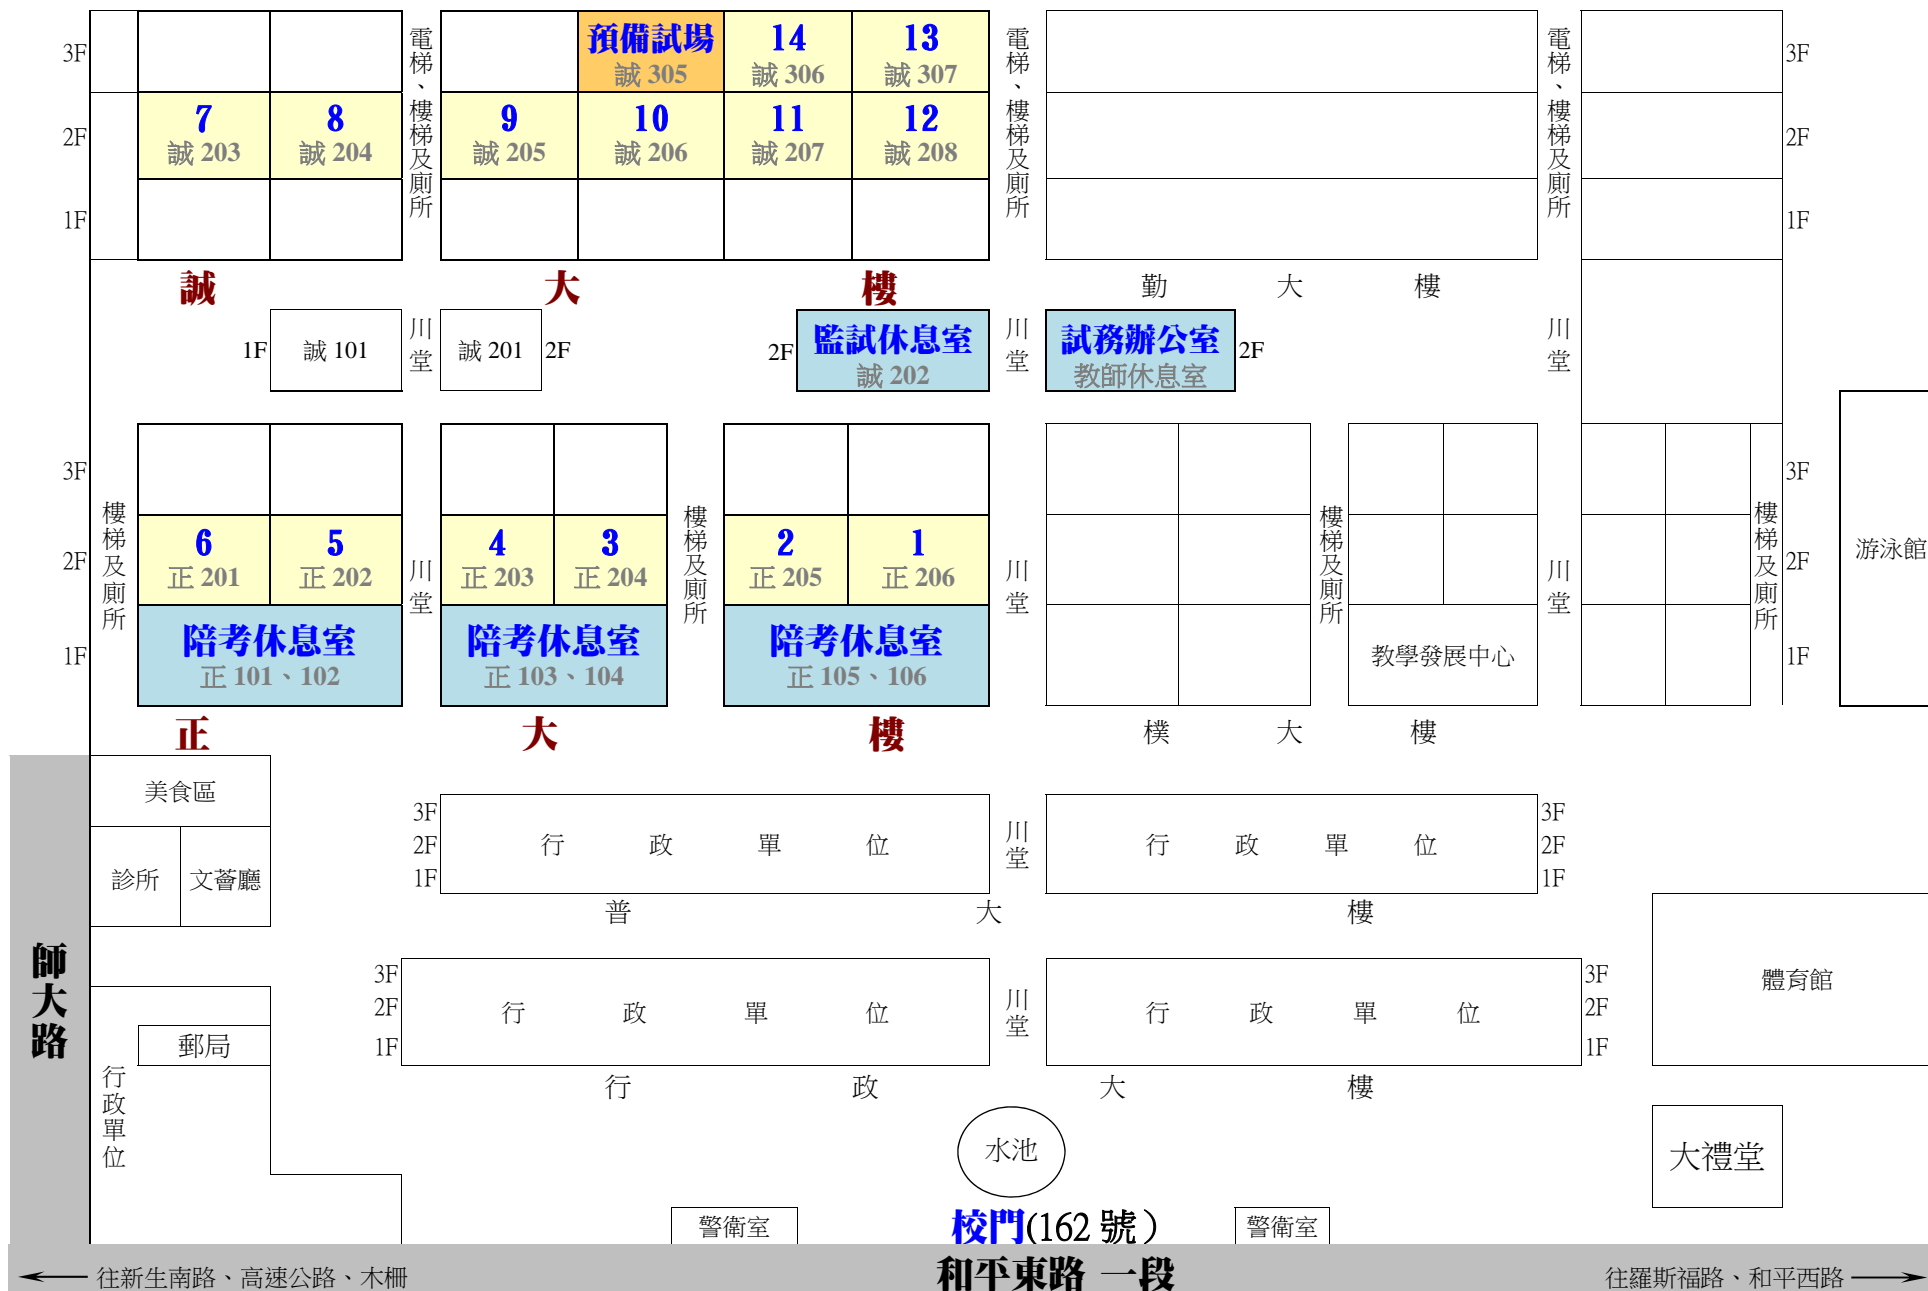 3F
電梯、樓梯及廁所
預備試場
誠 305
14
誠 306
13
誠 307
電梯、樓梯及廁所
電梯、樓梯及廁所
3F
2F
7
誠 203
8
誠 204
9
誠 205
10
誠 206
11
誠 207
12
誠 208
2F
1F
1F
誠 大 樓
勤 大 樓
1F
誠 101
川堂
誠 201
2F
2F
監試休息室
誠 202
川堂
試務辦公室
教師休息室
2F
川堂
3F
3F
樓梯及廁所
2F
6
正 201
5
正 202
川堂
4
正 203
3
正 204
樓梯及廁所
2
正 205
1
正 206
川堂
樓梯及廁所
川堂
樓梯及廁所
2F
游泳館
1F
陪考休息室
正 101、102
陪考休息室
正 103、104
陪考休息室
正 105、106
教學發展中心
1F
正 大 樓
樸 大 樓
美食區
診所
文薈廳
3F
2F
1F
行 政 單 位
川堂
行 政 單 位
3F
2F
1F
普 大 樓
師大路
3F
2F
1F
行 政 單 位
川堂
行 政 單 位
3F
2F
1F
體育館
郵局
行政單位
行 政 大 樓
水池
大禮堂
警衛室
校門(162 號)
警衛室
和平東路 一段
往新生南路、高速公路、木柵
往羅斯福路、和平西路